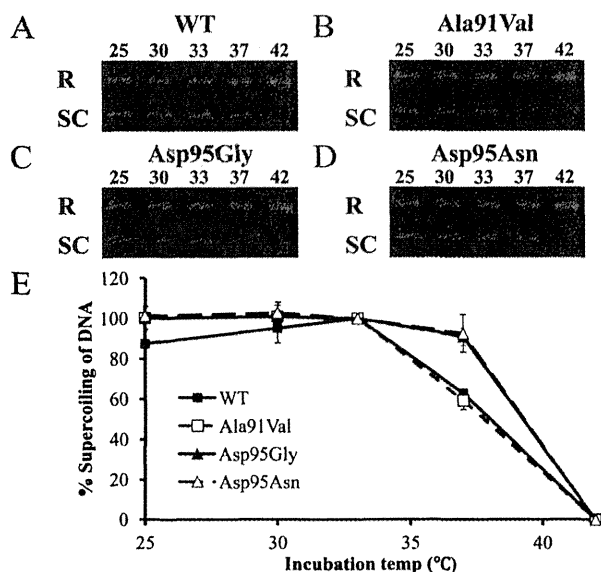 A WT
25 30 33 37 42
R
SC
B Ala91Val
25 30 33 37 42
R
SC
C Asp95Gly
25 30 33 37 42
R
SC
D Asp95Asn
25 30 33 37 42
R
SC
E
120
100
80
60
40
20
0
% Supercoiling of DNA
WT
Ala91Val
Asp95Gly
Asp95Asn
25 30 35 40
Incubation temp (℃)